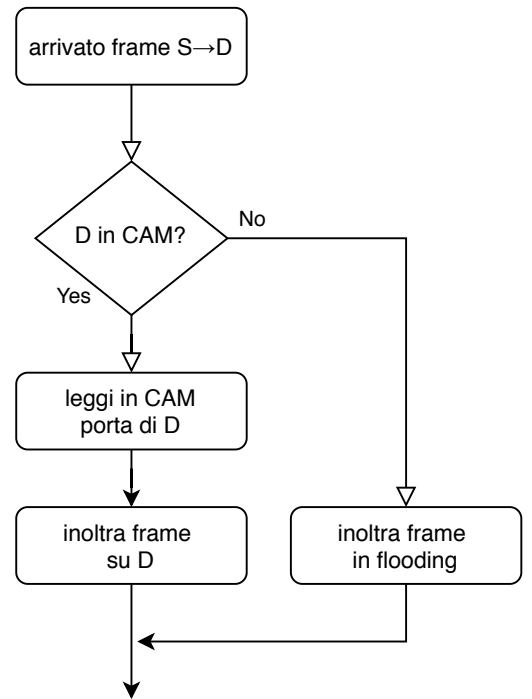 arrivato frame S→D
D in CAM?
No
Yes
leggi in CAM
porta di D
inoltra frame
su D
inoltra frame
in flooding